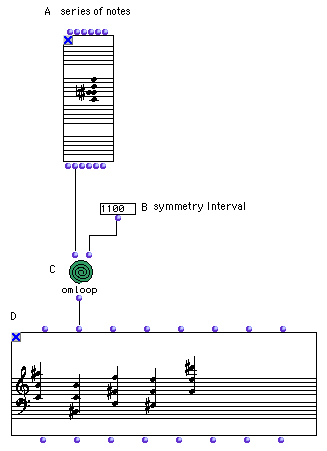 A series of notes
1100
B symmetry Interval
C
omloop
D